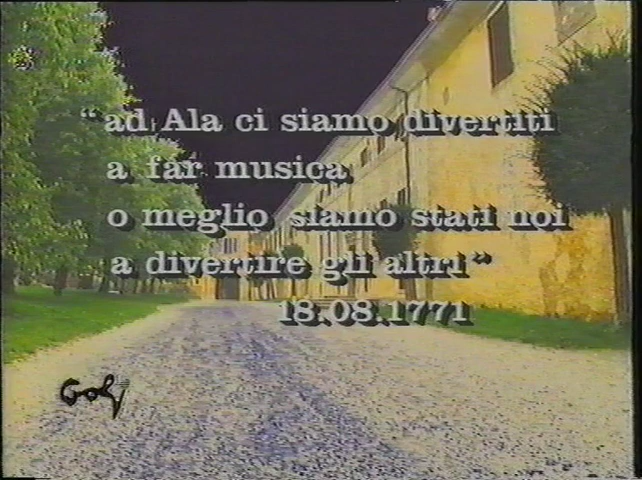 “ad Ala ci siamo divertiti
a far musica
o meglio siamo stati noi
a divertire gli altri“
18.08.1771